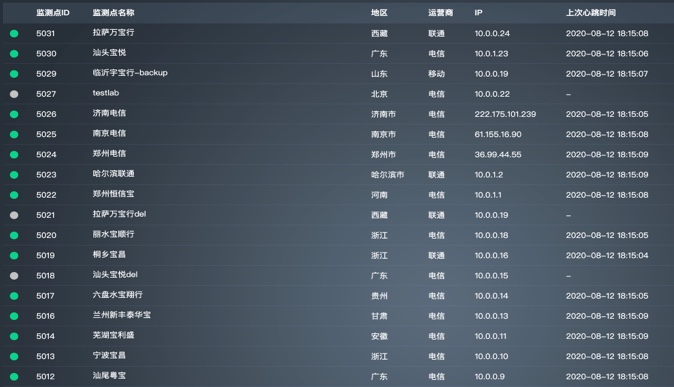 监测点ID 监测点名称 地区 运营商 IP 上次心跳时间
5031 拉萨万宝行 西藏 联通 10.0.0.24 2020-08-12 18:15:08
5030 汕头宝悦 广东 电信 10.0.1.23 2020-08-12 18:15:06
5029 临沂宇宝行-backup 山东 移动 10.0.0.19 2020-08-12 18:15:07
5027 testlab 北京 电信 10.0.0.22 -
5026 济南电信 济南市 电信 222.175.101.239 2020-08-12 18:15:05
5025 南京电信 南京市 电信 61.155.16.90 2020-08-12 18:15:08
5024 郑州电信 郑州市 电信 36.99.44.55 2020-08-12 18:15:09
5023 哈尔滨联通 哈尔滨市 联通 10.0.1.2 2020-08-12 18:15:09
5022 郑州恒信宝 河南 电信 10.0.1.1 2020-08-12 18:15:08
5021 拉萨万宝行del 西藏 联通 10.0.0.19 -
5020 丽水宝顺行 浙江 电信 10.0.0.18 2020-08-12 18:15:05
5019 桐乡宝昌 浙江 联通 10.0.0.16 2020-08-12 18:15:04
5018 汕头宝悦del 广东 电信 10.0.0.15 -
5017 六盘水宝翔行 贵州 电信 10.0.0.14 2020-08-12 18:15:05
5016 兰州新丰泰华宝 甘肃 电信 10.0.0.13 2020-08-12 18:15:09
5014 芜湖宝利盛 安徽 电信 10.0.0.11 2020-08-12 18:15:09
5013 宁波宝昌 浙江 电信 10.0.0.10 2020-08-12 18:15:08
5012 汕尾粤宝 广东 电信 10.0.0.9 2020-08-12 18:15:08